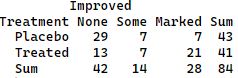 Improved
Treatment None Some Marked Sum
Placebo 29 7 7 43
Treated 13 7 21 41
Sum 42 14 28 84